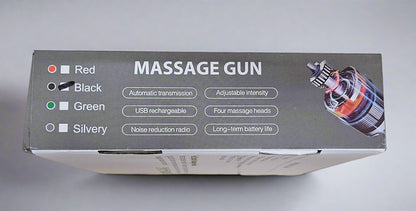 MASSAGE GUN
Red
Black
Green
Silvery
Automatic transmission
Adjustable intensity
USB rechargeable
Four massage heads
Noise reduction radio
Long-term battery life